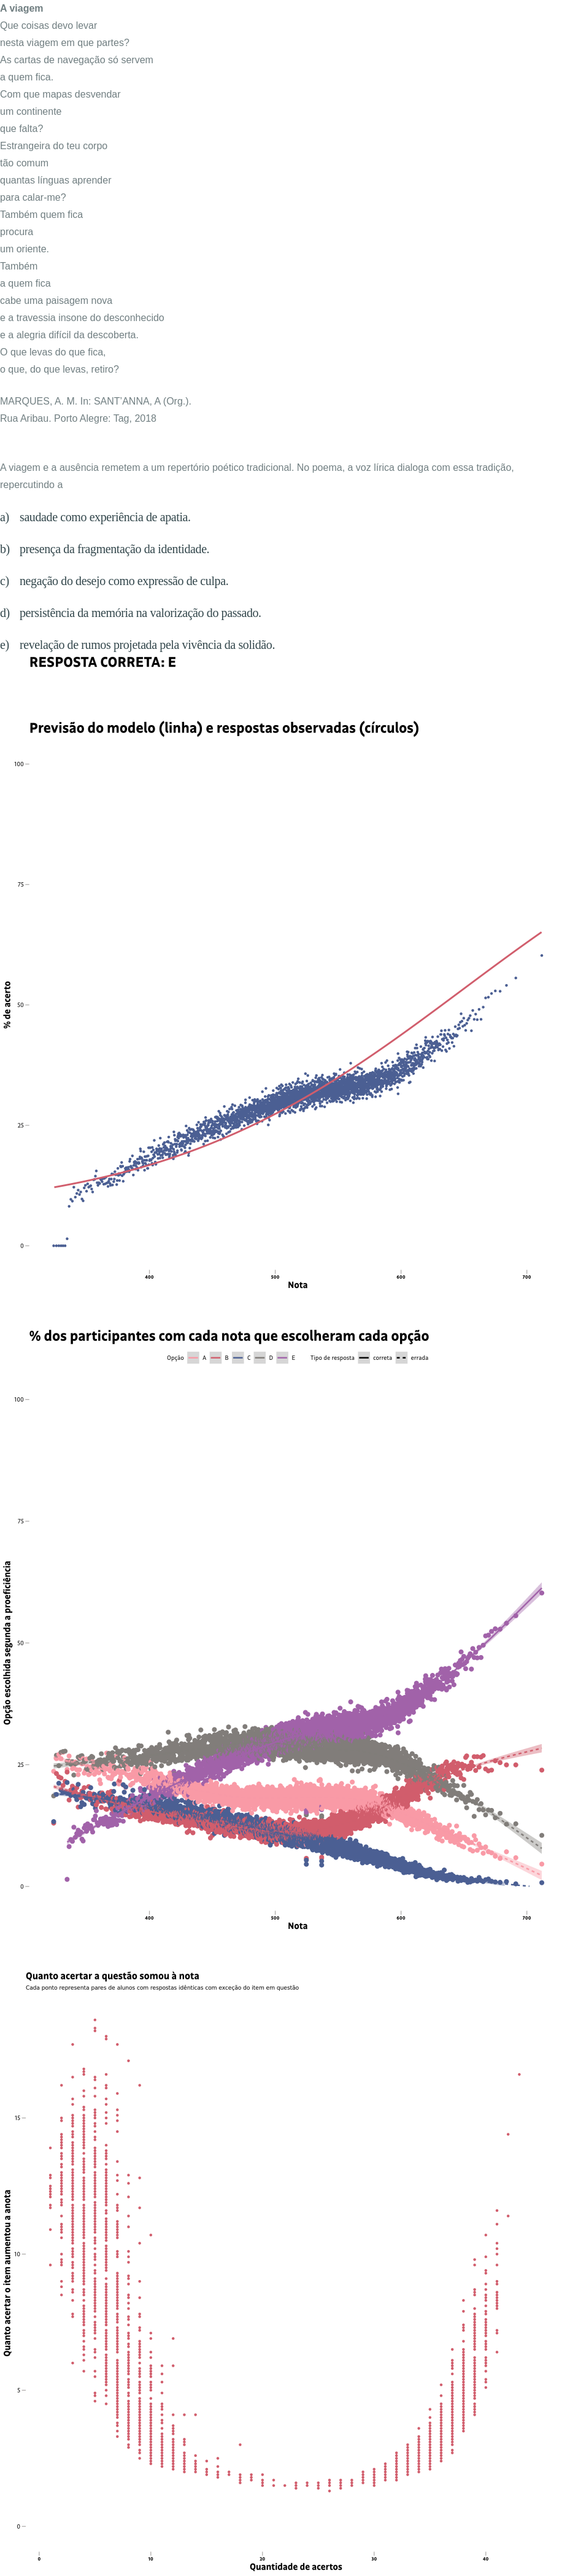 A viagem
Que coisas devo levar
nesta viagem em que partes?
As cartas de navegação só servem
a quem fica.
Com que mapas desvendar
um continente
que falta?
Estrangeira do teu corpo
tão comum
quantas línguas aprender
para calar-me?
Também quem fica
procura
um oriente.
Também
a quem fica
cabe uma paisagem nova
e a travessia insone do desconhecido
e a alegria difícil da descoberta.
O que levas do que fica,
o que, do que levas, retiro?
MARQUES, A. M. In: SANT'ANNA, A (Org.).
Rua Aribau. Porto Alegre: Tag, 2018
A viagem e a ausência remetem a um repertório poético tradicional. No poema, a voz lírica dialoga com essa tradição,
repercutindo a
a) saudade como experiência de apatia.
b) presença da fragmentação da identidade.
c) negação do desejo como expressão de culpa.
d) persistência da memória na valorização do passado.
e) revelação de rumos projetada pela vivência da solidão.
RESPOSTA CORRETA: E
Previsão do modelo (linha) e respostas observadas (círculos)
100
75
50
25
0
% de acerto
400 500 600 700
Nota
% dos participantes com cada nota que escolheram cada opção
Opção A B C D E Tipo de resposta correta errada
100
75
50
25
0
Opção escolhida segunda a proeficiência
400 500 600 700
Nota
Quanto acertar a questão somou à nota
Cada ponto representa pares de alunos com respostas idênticas com exceção do item em questão
15
10
5
0
Quanto acertar o item aumentou a anota
0 10 20 30 40
Quantidade de acertos